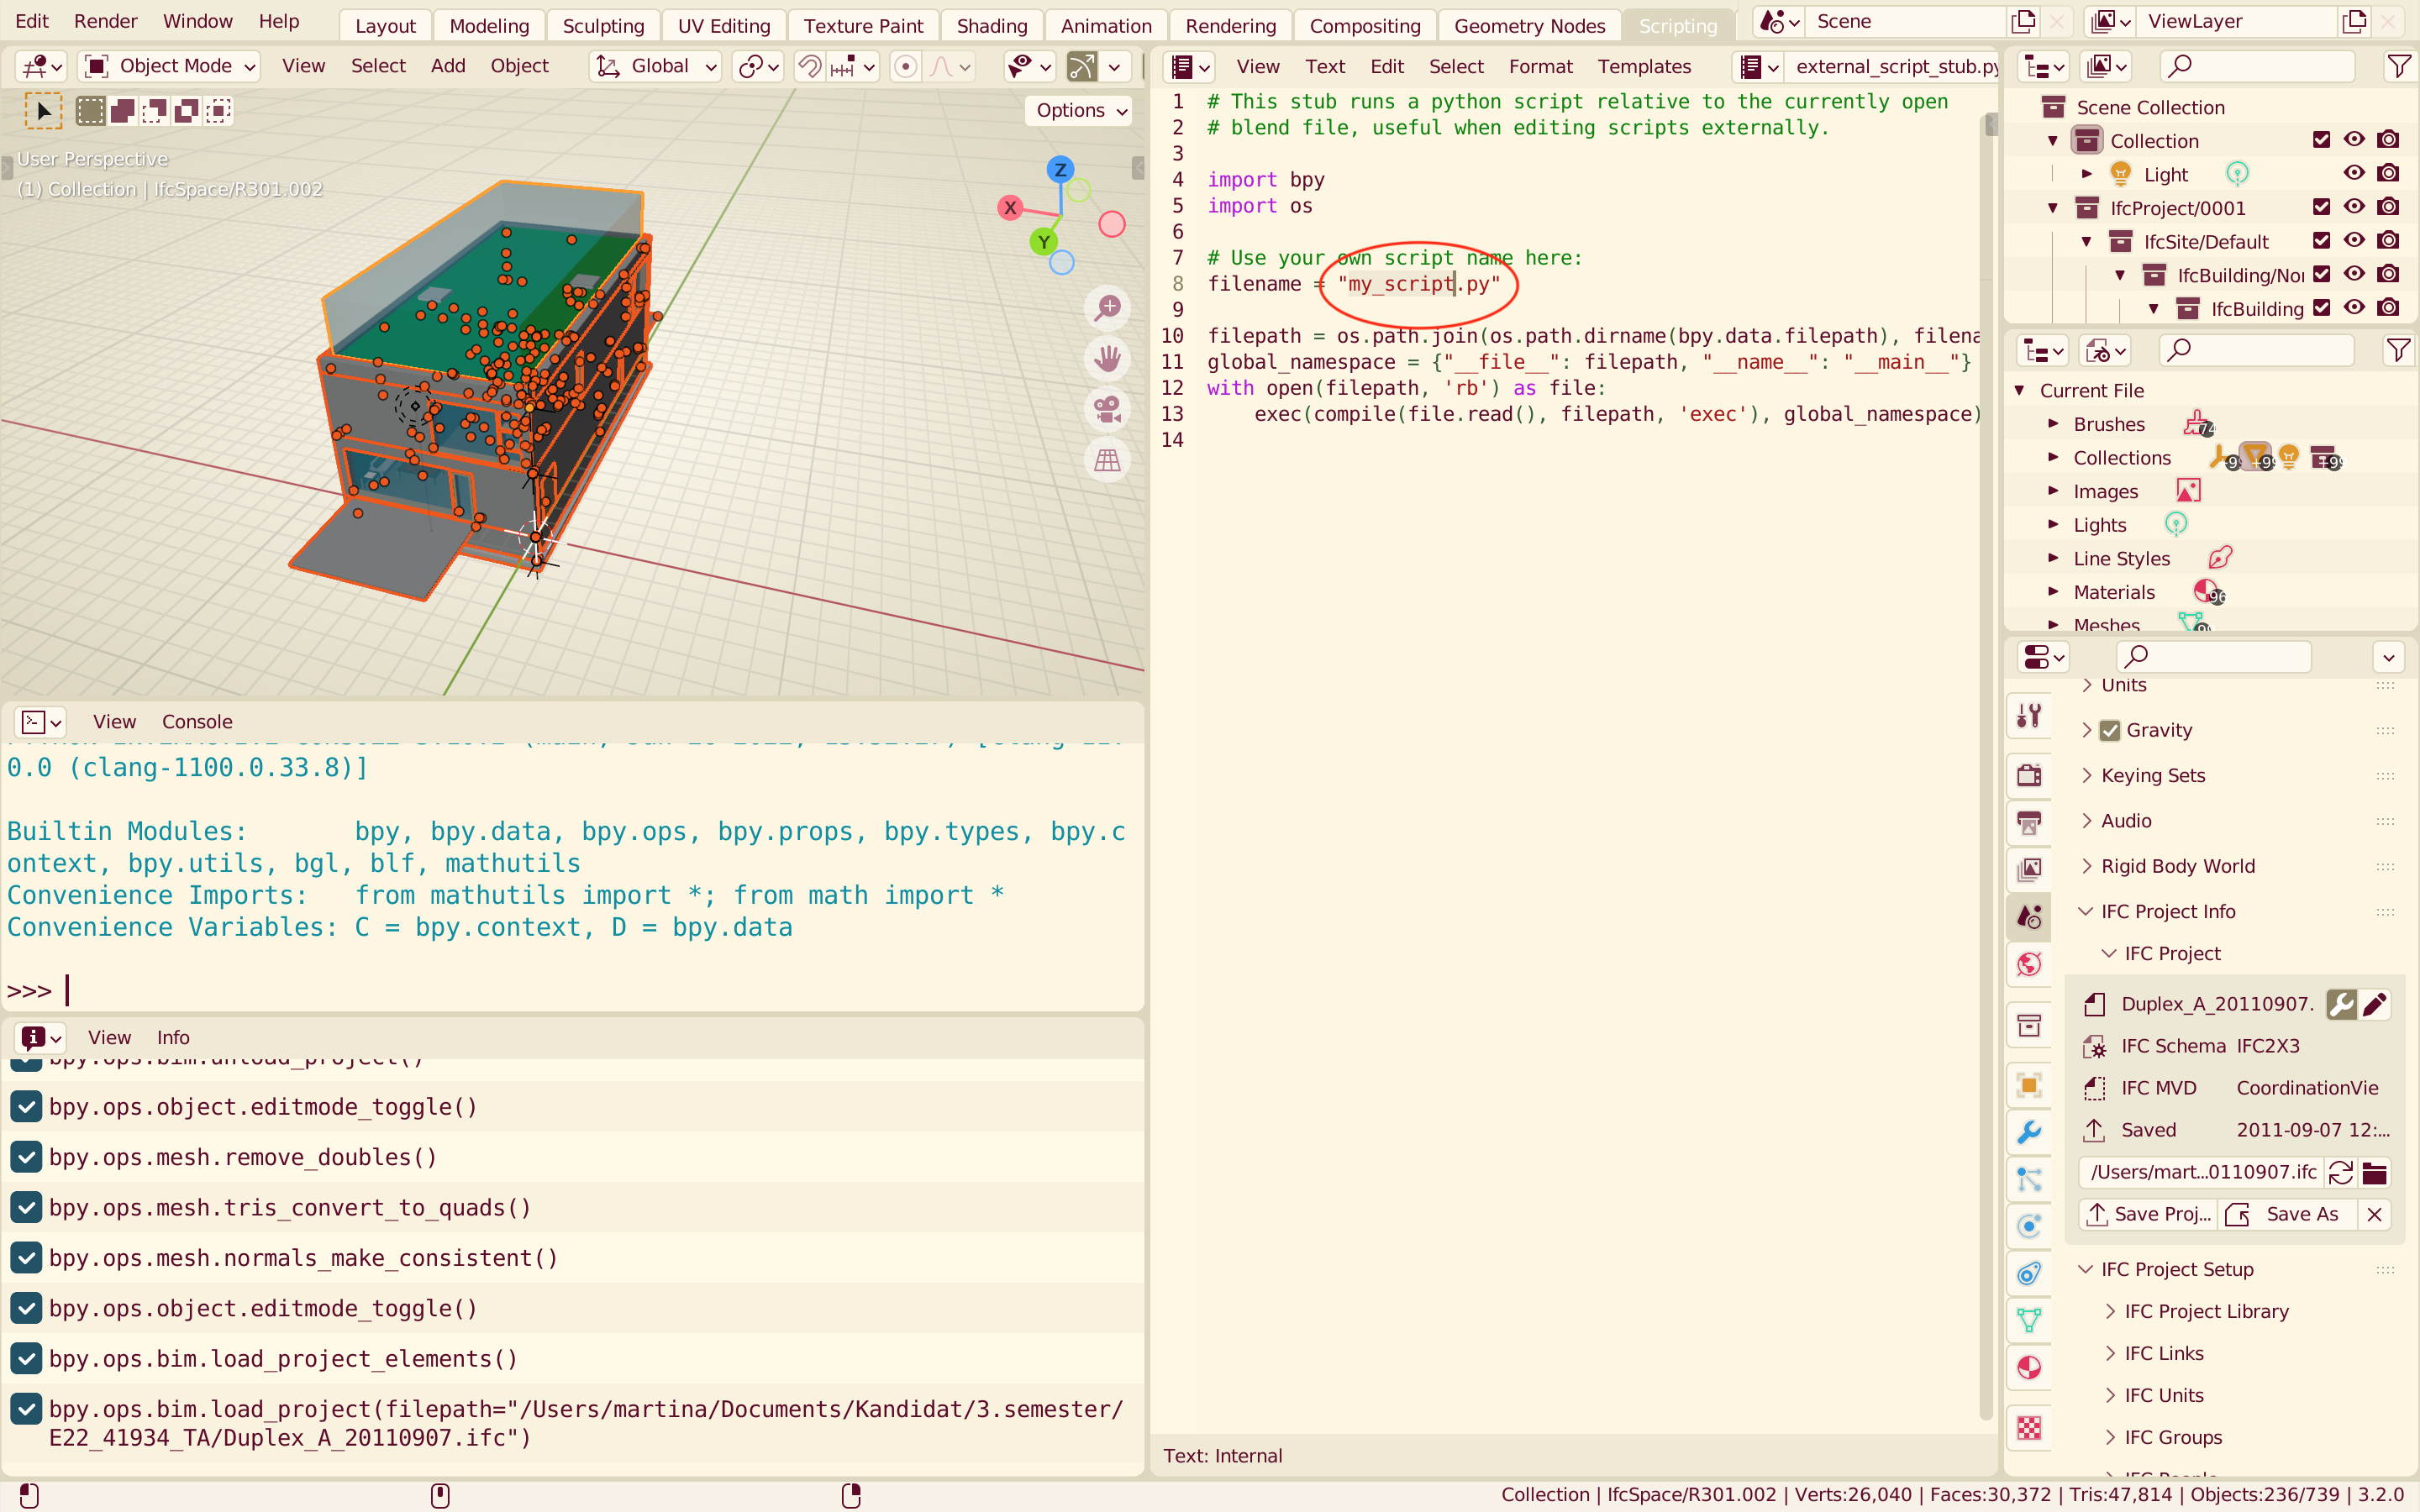 Edit Render Window Help Layout Modeling Sculpting UV Editing Texture Paint Shading Animation Rendering Compositing Geometry Nodes Scripting Scene ViewLayer
Object Mode View Select Add Object Global
Options
User Perspective
(1) Collection | IfcSpace/R301.002
Z
X
Y
View Console
0.0 (clang-1100.0.33.8)]
Builtin Modules: bpy, bpy.data, bpy.ops, bpy.props, bpy.types, bpy.c
ontext, bpy.utils, bgl, blf, mathutils
Convenience Imports: from mathutils import *; from math import *
Convenience Variables: C = bpy.context, D = bpy.data
>>>
View Info
bpy.ops.bim.unload_project()
bpy.ops.object.editmode_toggle()
bpy.ops.mesh.remove_doubles()
bpy.ops.mesh.tris_convert_to_quads()
bpy.ops.mesh.normals_make_consistent()
bpy.ops.object.editmode_toggle()
bpy.ops.bim.load_project_elements()
bpy.ops.bim.load_project(filepath="/Users/martina/Documents/Kandidat/3.semester/
E22_41934_TA/Duplex_A_20110907.ifc")
View Text Edit Select Format Templates external_script_stub.py
1 # This stub runs a python script relative to the currently open
2 # blend file, useful when editing scripts externally.
3
4 import bpy
5 import os
6
7 # Use your own script name here:
8 filename = "my_script.py"
9
10 filepath = os.path.join(os.path.dirname(bpy.data.filepath), filena
11 global_namespace = {"__file__": filepath, "__name__": "__main__"}
12 with open(filepath, 'rb') as file:
13 exec(compile(file.read(), filepath, 'exec'), global_namespace)
14
Text: Internal
Scene Collection
Collection
Light
IfcProject/0001
IfcSite/Default
IfcBuilding/Nor
IfcBuilding
Current File
Brushes
Collections
Images
Lights
Line Styles
Materials
Meshes
Units
Gravity
Keying Sets
Audio
Rigid Body World
IFC Project Info
IFC Project
Duplex_A_20110907.
IFC Schema IFC2X3
IFC MVD CoordinationVie
Saved 2011-09-07 12:...
/Users/mart...0110907.ifc
Save Proj... Save As
IFC Project Setup
IFC Project Library
IFC Links
IFC Units
IFC Groups
Collection | IfcSpace/R301.002 | Verts:26,040 | Faces:30,372 | Tris:47,814 | Objects:236/739 | 3.2.0